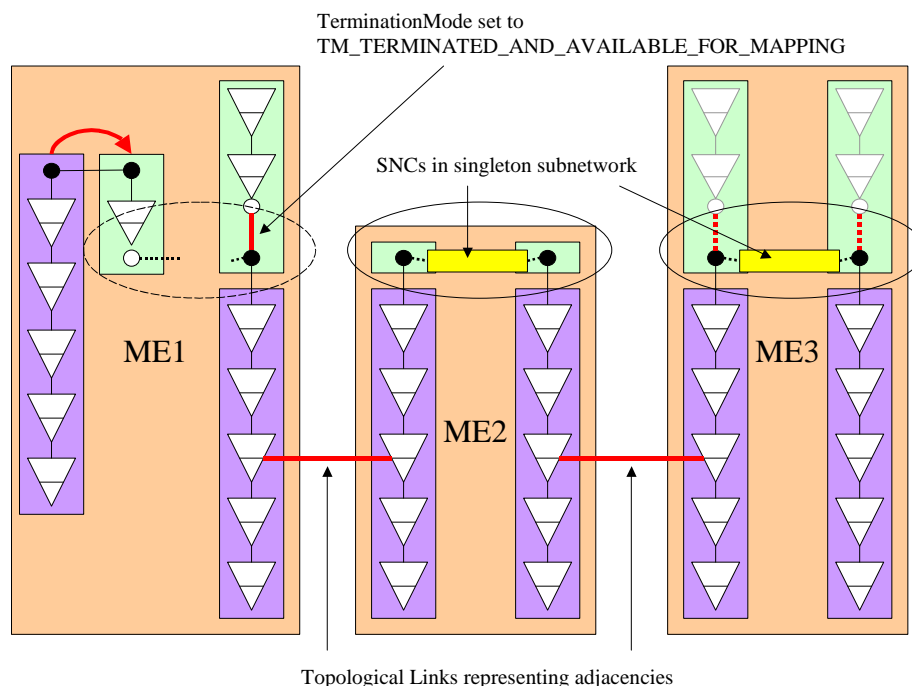 TerminationMode set to
TM_TERMINATED_AND_AVAILABLE_FOR_MAPPING
SNCs in singleton subnetwork
ME1
ME2
ME3
Topological Links representing adjacencies